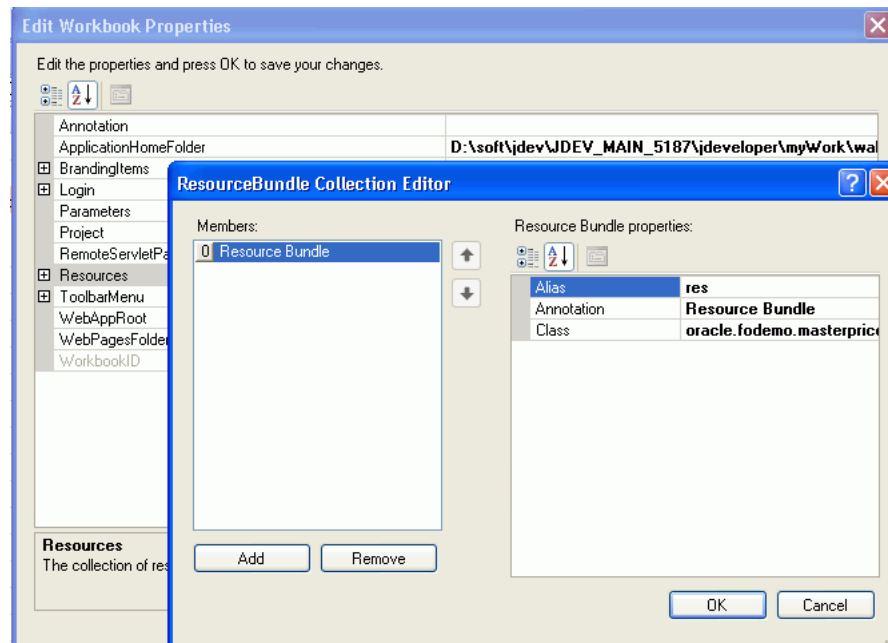 Edit Workbook Properties
Edit the properties and press OK to save your changes.
Annotation
ApplicationHomeFolder D:\soft\jdev\JDEV_MAIN_5187\jdeveloper\myWork\wal
BrandingItems
Login
Parameters
Project
RemoteServletPa
Resources
ToolbarMenu
WebAppRoot
WebPagesFolder
WorkbookID
Resources
The collection of res
ResourceBundle Collection Editor
Members:
0 Resource Bundle
Add Remove
Resource Bundle properties:
Alias res
Annotation Resource Bundle
Class oracle.fodemo.masterprice
OK Cancel